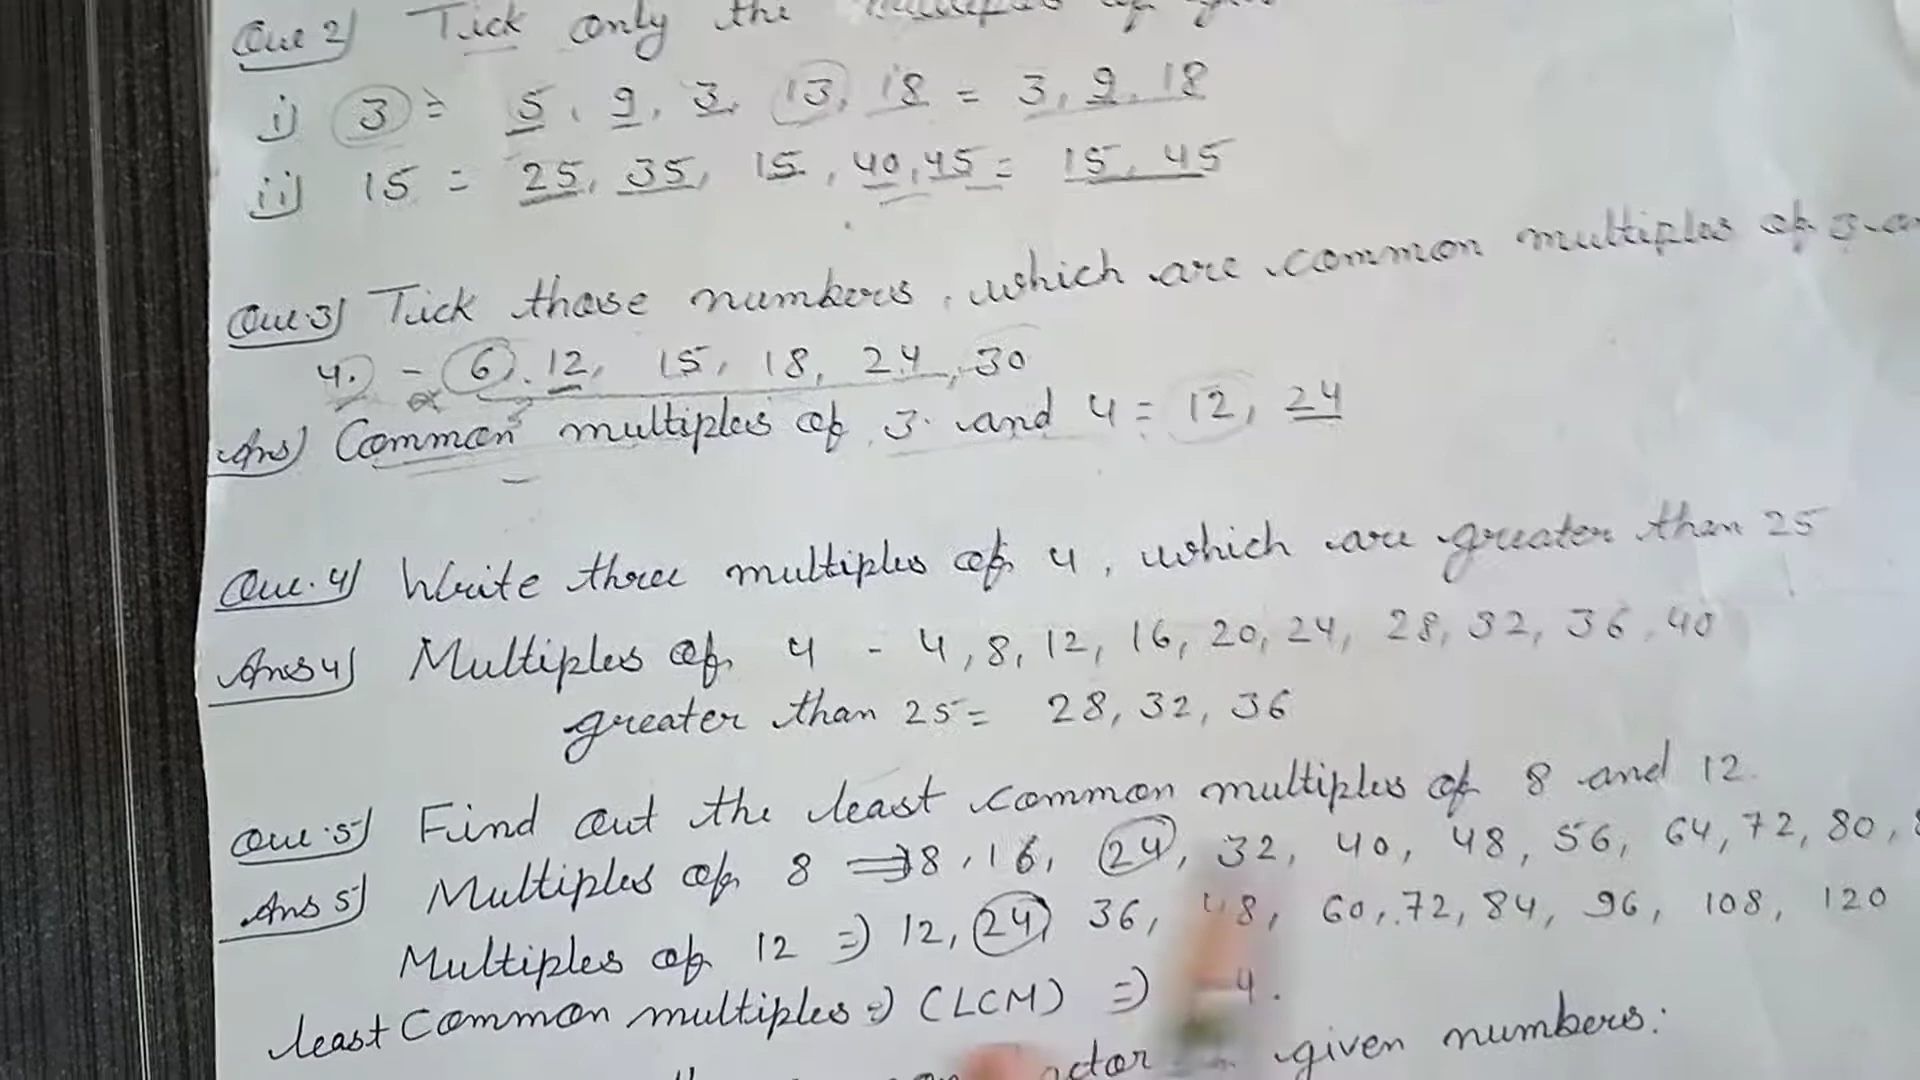 Que 2) Tick only the multiples of
i) 3 = 5, 9, 3, 13, 18 = 3, 9, 18
ii) 15 = 25, 35, 15, 40, 45 = 15, 45
Que.3) Tick those numbers, which are common multiples of 3
4. - 6, 12, 15, 18, 24, 30
Ans) Common multiples of 3 and 4 = 12, 24
Que.4) Write three multiples of 4, which are greater than 25
Ans 4) Multiples of 4 - 4, 8, 12, 16, 20, 24, 28, 32, 36, 40
greater than 25 = 28, 32, 36
Que.5) Find out the least common multiples of 8 and 12.
Ans 5) Multiples of 8 ⇒ 8, 16, 24, 32, 40, 48, 56, 64, 72, 80,
Multiples of 12 ⇒ 12, 24, 36, 48, 60, 72, 84, 96, 108, 120
least Common multiples ⇒ (LCM) ⇒ 4.
given numbers: